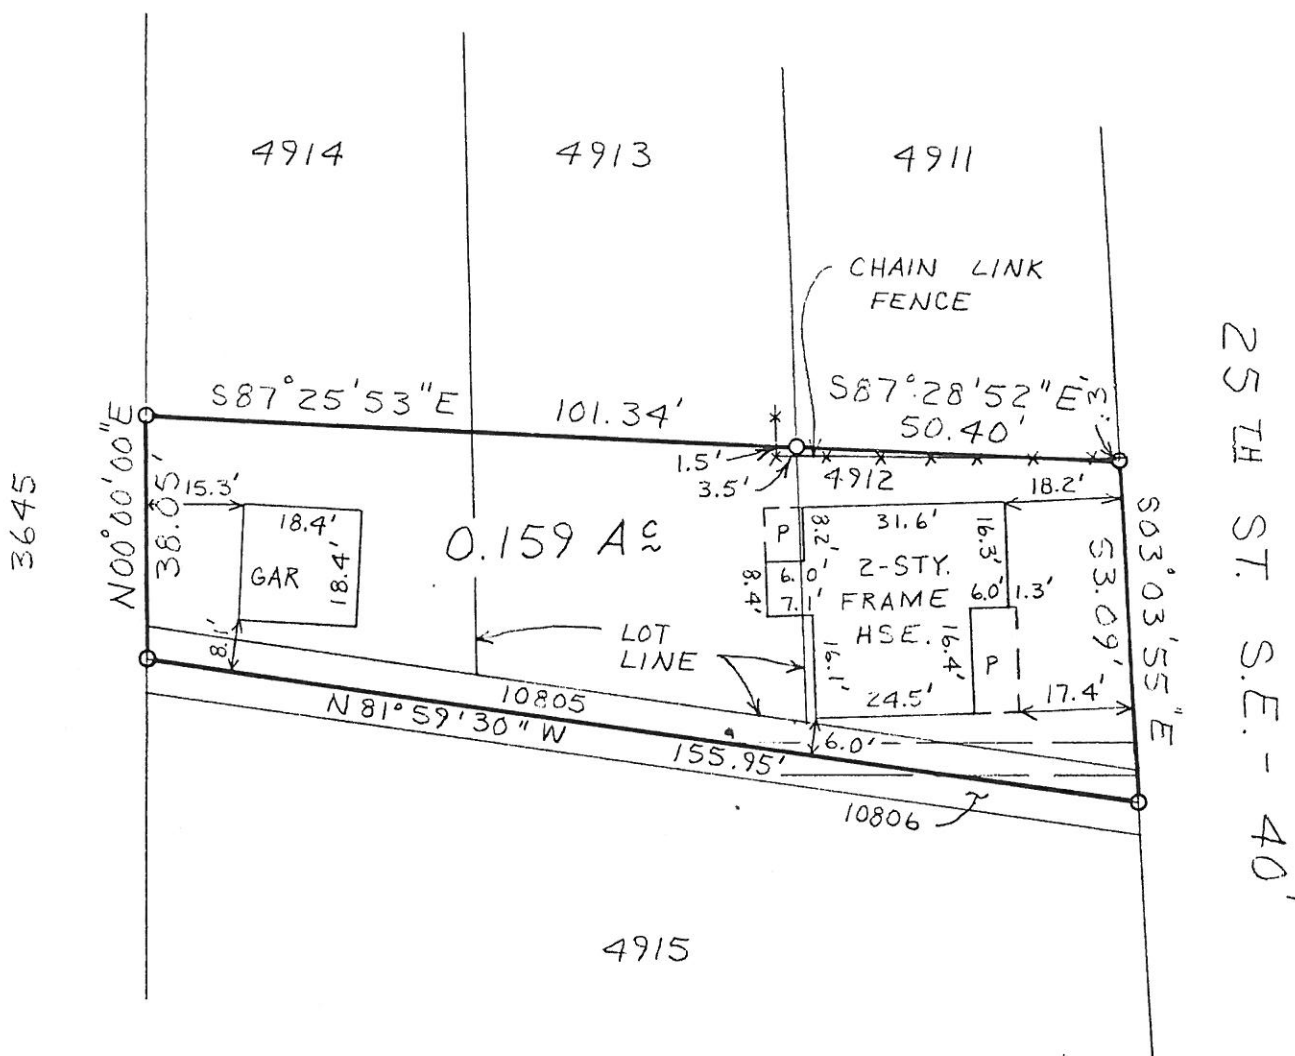 4914
4913
4911
CHAIN LINK
FENCE
25TH ST. S.E. - 40'
S87°25'53"E
101.34'
S87°28'52"E
50.40'
.3'
3645
N00°00'00"E
38.05'
15.3'
18.4'
18.4'
GAR
8.1'
0.159 Ac
1.5'
3.5'
4912
18.2'
P
8.2'
31.6'
16.3'
8.4'
6.0'
7.1'
2-STY.
FRAME
HSE.
6.0'
1.3'
16.1'
16.4'
P
24.5'
17.4'
S03°03'55"E
53.09'
LOT
LINE
10805
N81°59'30"W
155.95'
6.0'
10806
4915